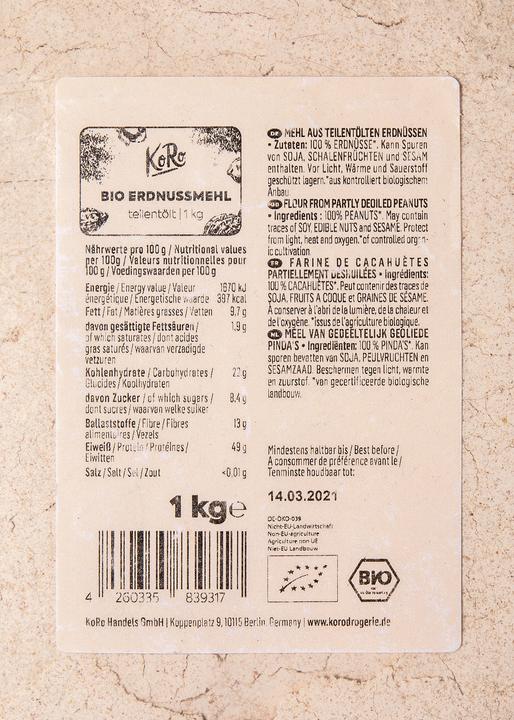 KoRo
BIO ERDNUSSMEHL
teilentölt | 1 kg
Nährwerte pro 100 g / Nutritional values
per 100g / Valeurs nutritionnelles pour
100 g / Voedingswaarden per 100 g
Energie / Energy value / Valeur 1670 kJ
énergétique / Energetische waarde 397 kcal
Fett / Fat / Matières grasses / Vetten 9.7 g
davon gesättigte Fettsäuren / 1.9 g
of which saturates / dont acides
gras saturés / waarvan verzadigde
vetzuren
Kohlenhydrate / Carbohydrates / 22 g
Glucides / Koolhydraten
davon Zucker / of which sugars / 8.4 g
dont sucres / waarvan welke suiker
Ballaststoffe / Fibre / Fibres 13 g
alimentaires / Vezels
Eiweiß / Protein / Protéines / 49 g
Eiwitten
Salz / Salt / Sel / Zout <0,01 g
1 kg e
4 260335 839317
DE MEHL AUS TEILENTÖLTEN ERDNÜSSEN
• Zutaten: 100 % ERDNÜSSE*. Kann Spuren
von SOJA, SCHALENFRÜCHTEN und SESAM
enthalten. Vor Licht, Wärme und Sauerstoff
geschützt lagern.*aus kontrolliert biologischem
Anbau.
FLOUR FROM PARTLY DEOILED PEANUTS
• Ingredients : 100% PEANUTS*. May contain
traces of SOY, EDIBLE NUTS and SESAME. Protect
from light, heat and oxygen.*of controlled organ-
ic cultivation.
FR FARINE DE CACAHUÈTES
PARTIELLEMENT DÉSHUILÉES • Ingrédients:
100 % CACAHUÈTES*. Peut contenir des traces de
SOJA, FRUITS A COQUE et GRAINES DE SÉSAME.
À conserver à l'abri de la lumière, de la chaleur et
de l'oxygène. *issus de l'agriculture biologique.
NL MEEL VAN GEDEELTELIJK GEOLIEDE
PINDA'S • Ingrediënten: 100 % PINDA'S*. Kan
sporen bevatten van SOJA, PEULVRUCHTEN en
SESAMZAAD. Beschermen tegen licht, warmte
en zuurstof. *van gecertificeerde biologische
landbouw.
Mindestens haltbar bis / Best before /
A consommer de préférence avant le /
Tenminste houdbaar tot:
14.03.2021
DE-ÖKO-039
Nicht-EU-Landwirtschaft
Non-EU-agriculture
Agriculture non UE
Niet-EU Landbouw
BIO
KoRo Handels GmbH | Koppenplatz 9, 10115 Berlin, Germany | www.korodrogerie.de